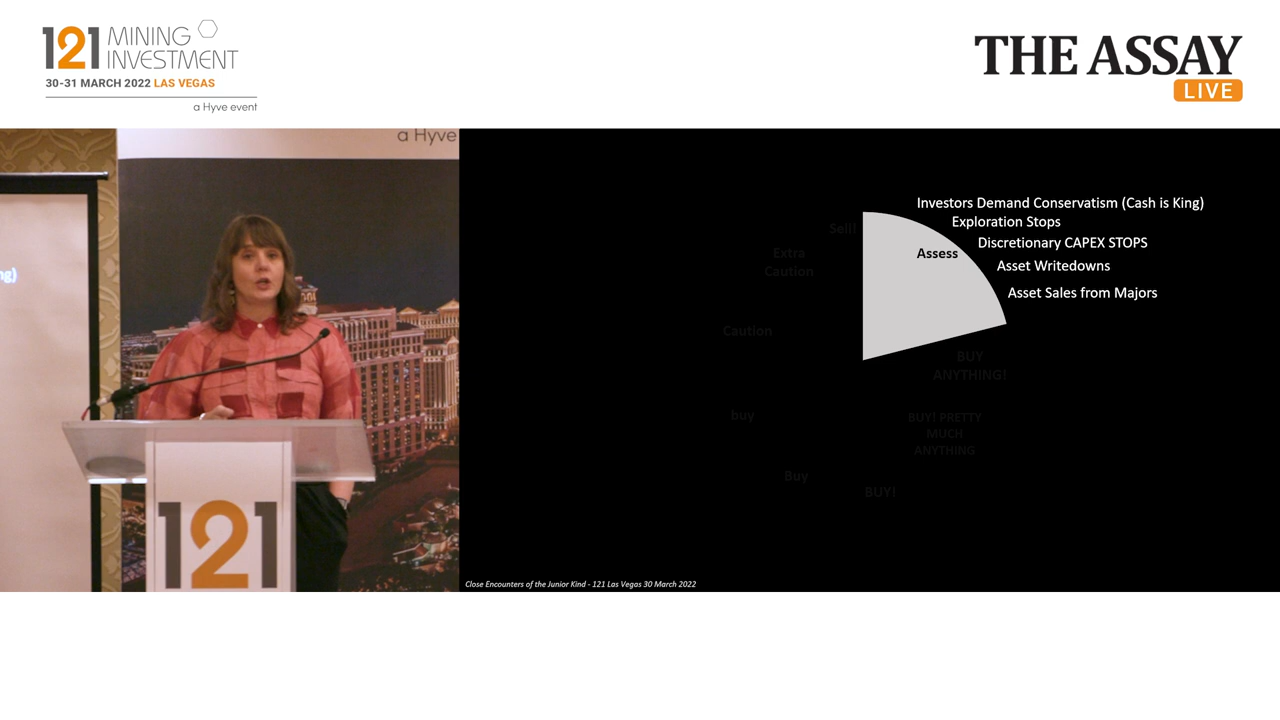 121 MINING
INVESTMENT
30-31 MARCH 2022 LAS VEGAS
a Hyve event
THE ASSAY
LIVE
a Hyve
ng)
Investors Demand Conservatism (Cash is King)
Exploration Stops
Discretionary CAPEX STOPS
Asset Writedowns
Asset Sales from Majors
Assess
Sell!
Extra
Caution
Caution
buy
Buy
BUY!
BUY! PRETTY
MUCH
ANYTHING
BUY
ANYTHING!
121
Close Encounters of the Junior Kind - 121 Las Vegas 30 March 2022